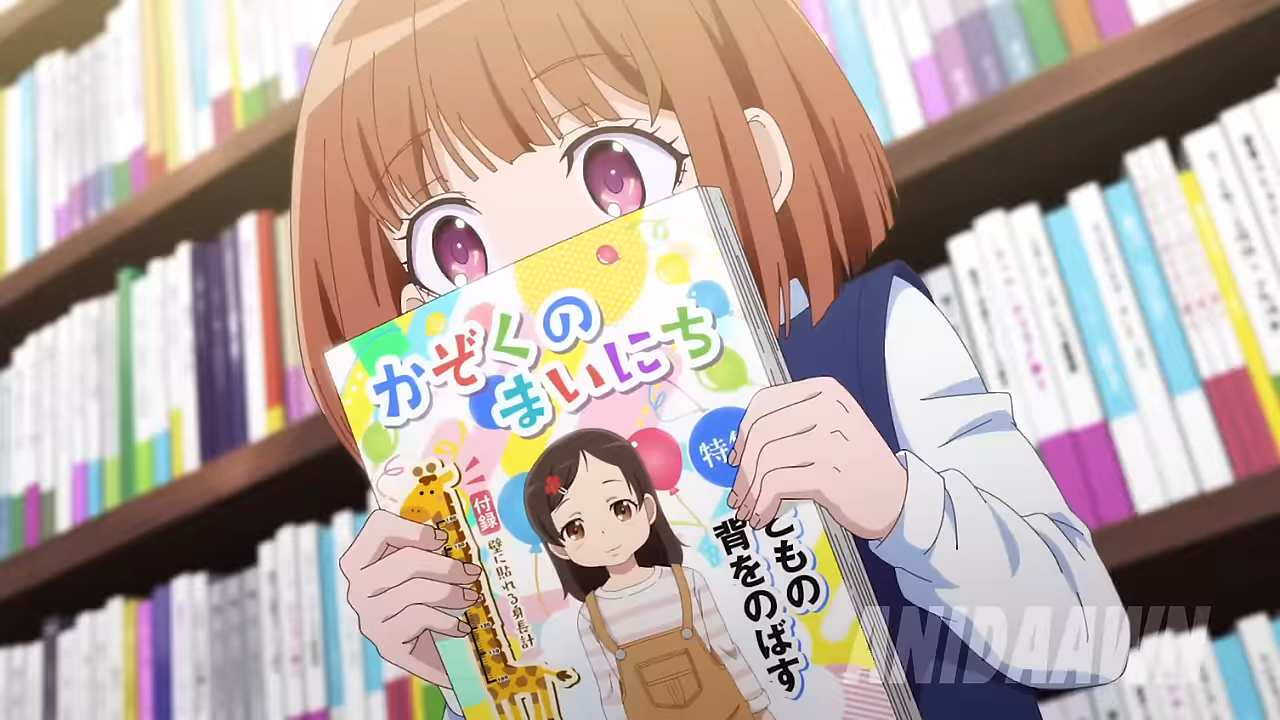 かぞくの
まいにち
特
付録
壁に貼れる身長計
どもの
背をのばす
ANIDAAWN